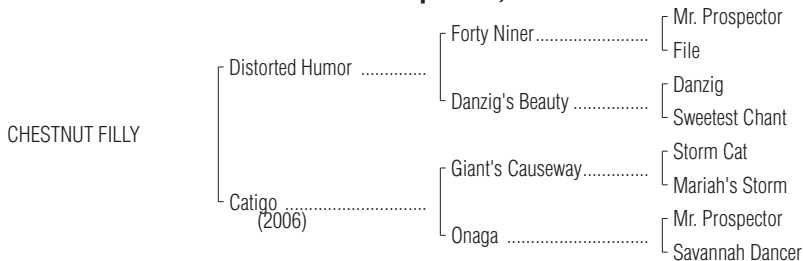 Mr. Prospector
Forty Niner
File
Distorted Humor
Danzig
Danzig's Beauty
Sweetest Chant
CHESTNUT FILLY
Storm Cat
Giant's Causeway
Mariah's Storm
Catigo
(2006)
Mr. Prospector
Onaga
Savannah Dancer